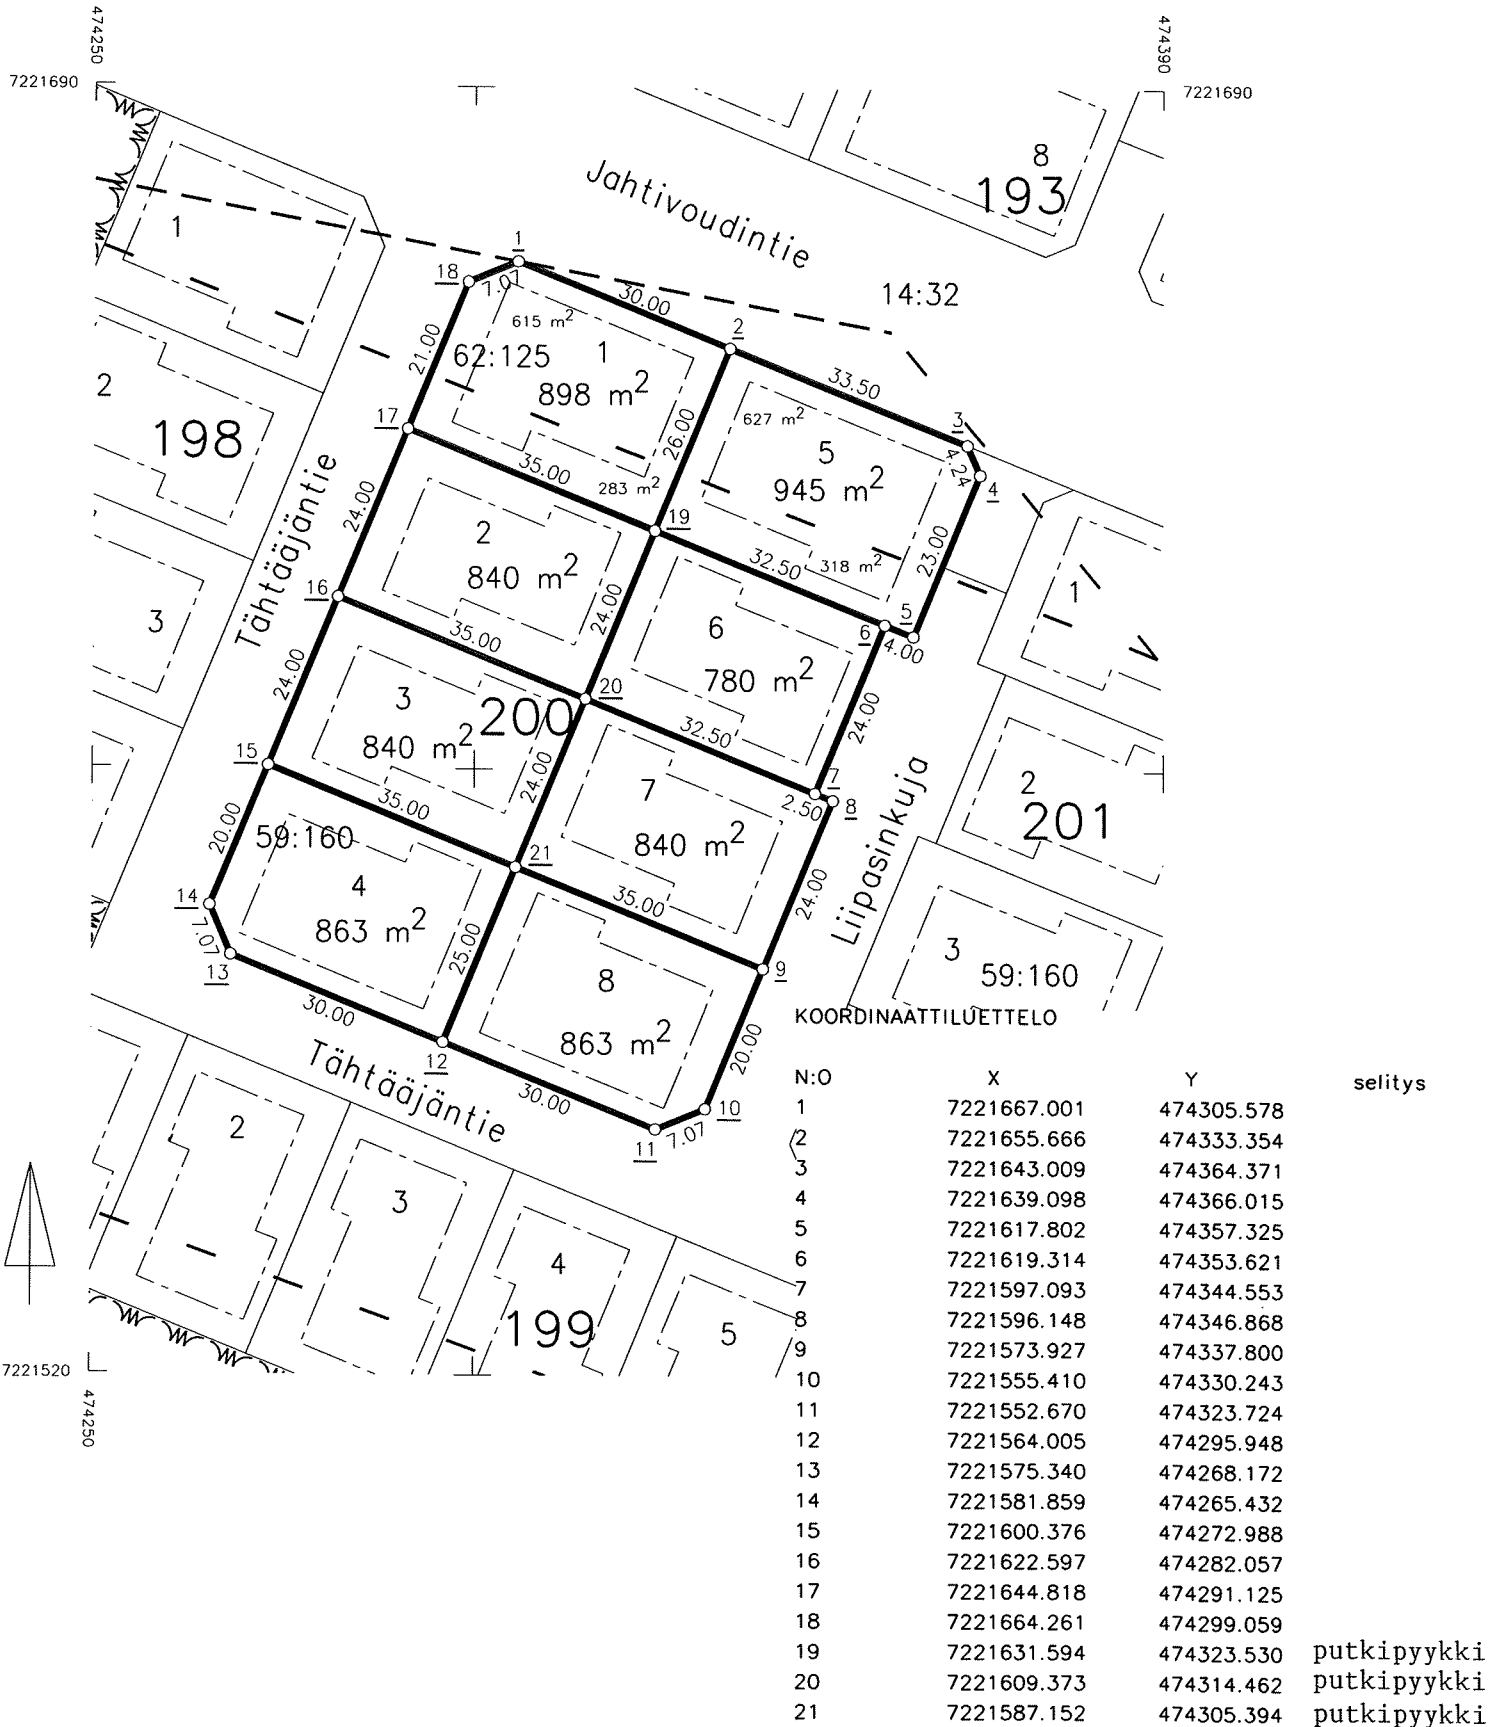 474250
474390
7221690
7221690
8
193
Jahtivoudintie
1
1
18
7.07
30.00
14:32
615 m²
2
62:125
1
898 m²
21.00
33.50
2
198
17
26.00
627 m²
3
4.24
5
945 m²
4
35.00
283 m²
19
24.00
2
840 m²
32.50
318 m²
23.00
Tähtääjäntie
3
16
24.00
6
5
6
4.00
1
35.00
780 m²
20
24.00
3
200
840 m²
32.50
24.00
15
24.00
7
2.50
8
2
201
35.00
7
840 m²
20.00
59:160
21
Liipasinkuja
4
863 m²
35.00
24.00
14
7.07
13
25.00
3
59:160
8
863 m²
9
30.00
12
20.00
Tähtääjäntie
30.00
10
11
7.07
2
3
4
199
5
7221520
474250
KOORDINAATTILUETTELO
N:O X Y selitys
1 7221667.001 474305.578
2 7221655.666 474333.354
3 7221643.009 474364.371
4 7221639.098 474366.015
5 7221617.802 474357.325
6 7221619.314 474353.621
7 7221597.093 474344.553
8 7221596.148 474346.868
9 7221573.927 474337.800
10 7221555.410 474330.243
11 7221552.670 474323.724
12 7221564.005 474295.948
13 7221575.340 474268.172
14 7221581.859 474265.432
15 7221600.376 474272.988
16 7221622.597 474282.057
17 7221644.818 474291.125
18 7221664.261 474299.059
19 7221631.594 474323.530 putkipyykki
20 7221609.373 474314.462 putkipyykki
21 7221587.152 474305.394 putkipyykki